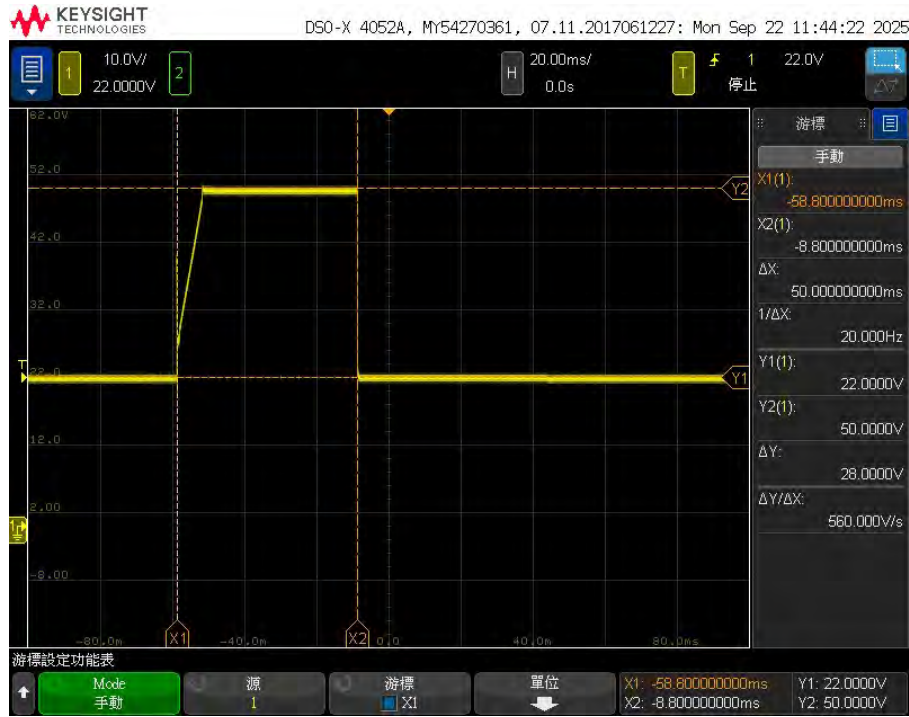 KEYSIGHT
TECHNOLOGIES
DSO-X 4052A, MY54270361, 07.11.2017061227: Mon Sep 22 11:44:22 2025
1
10.0V/
22.0000V
2
H
20.00ms/
0.0s
T
1
22.0V
停止
62.0V
52.0
42.0
32.0
22.0
12.0
2.00
-8.00
T
1
Y2
Y1
-80.0m
X1
-40.0m
X2
0.0
40.0m
80.0ms
游標
手動
X1(1):
-58.800000000ms
X2(1):
-8.800000000ms
ΔX:
50.000000000ms
1/ΔX:
20.000Hz
Y1(1):
22.0000V
Y2(1):
50.0000V
ΔY:
28.0000V
ΔY/ΔX:
560.000V/s
游標設定功能表
Mode
手動
源
1
游標
X1
單位
X1: -58.800000000ms
X2: -8.800000000ms
Y1: 22.0000V
Y2: 50.0000V